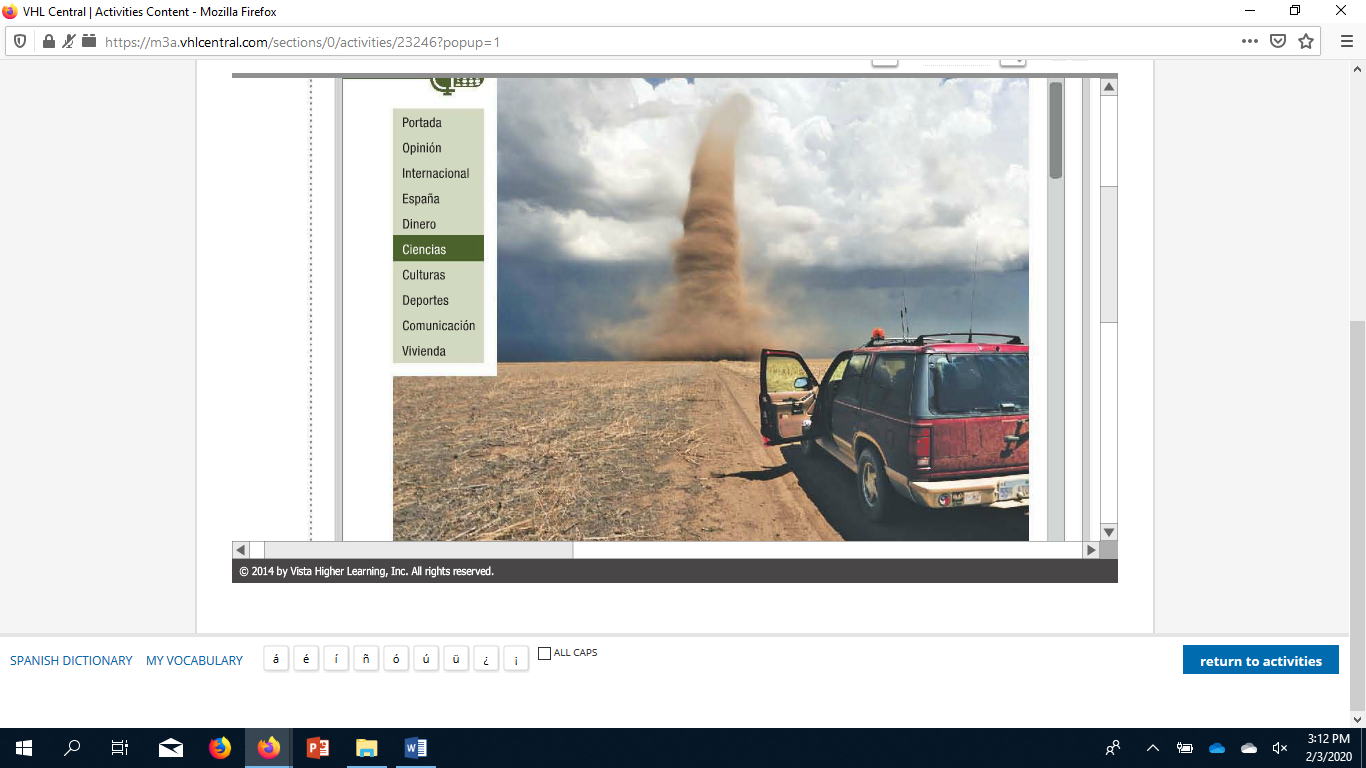 VHL Central | Activities Content - Mozilla Firefox
https://m3a.vhlcentral.com/sections/0/activities/23246?popup=1
Portada
Opinión
Internacional
España
Dinero
Ciencias
Culturas
Deportes
Comunicación
Vivienda
© 2014 by Vista Higher Learning, Inc. All rights reserved.
SPANISH DICTIONARY MY VOCABULARY á é í ñ ó ú ü ¿ ¡ ALL CAPS
return to activities
3:12 PM
2/3/2020